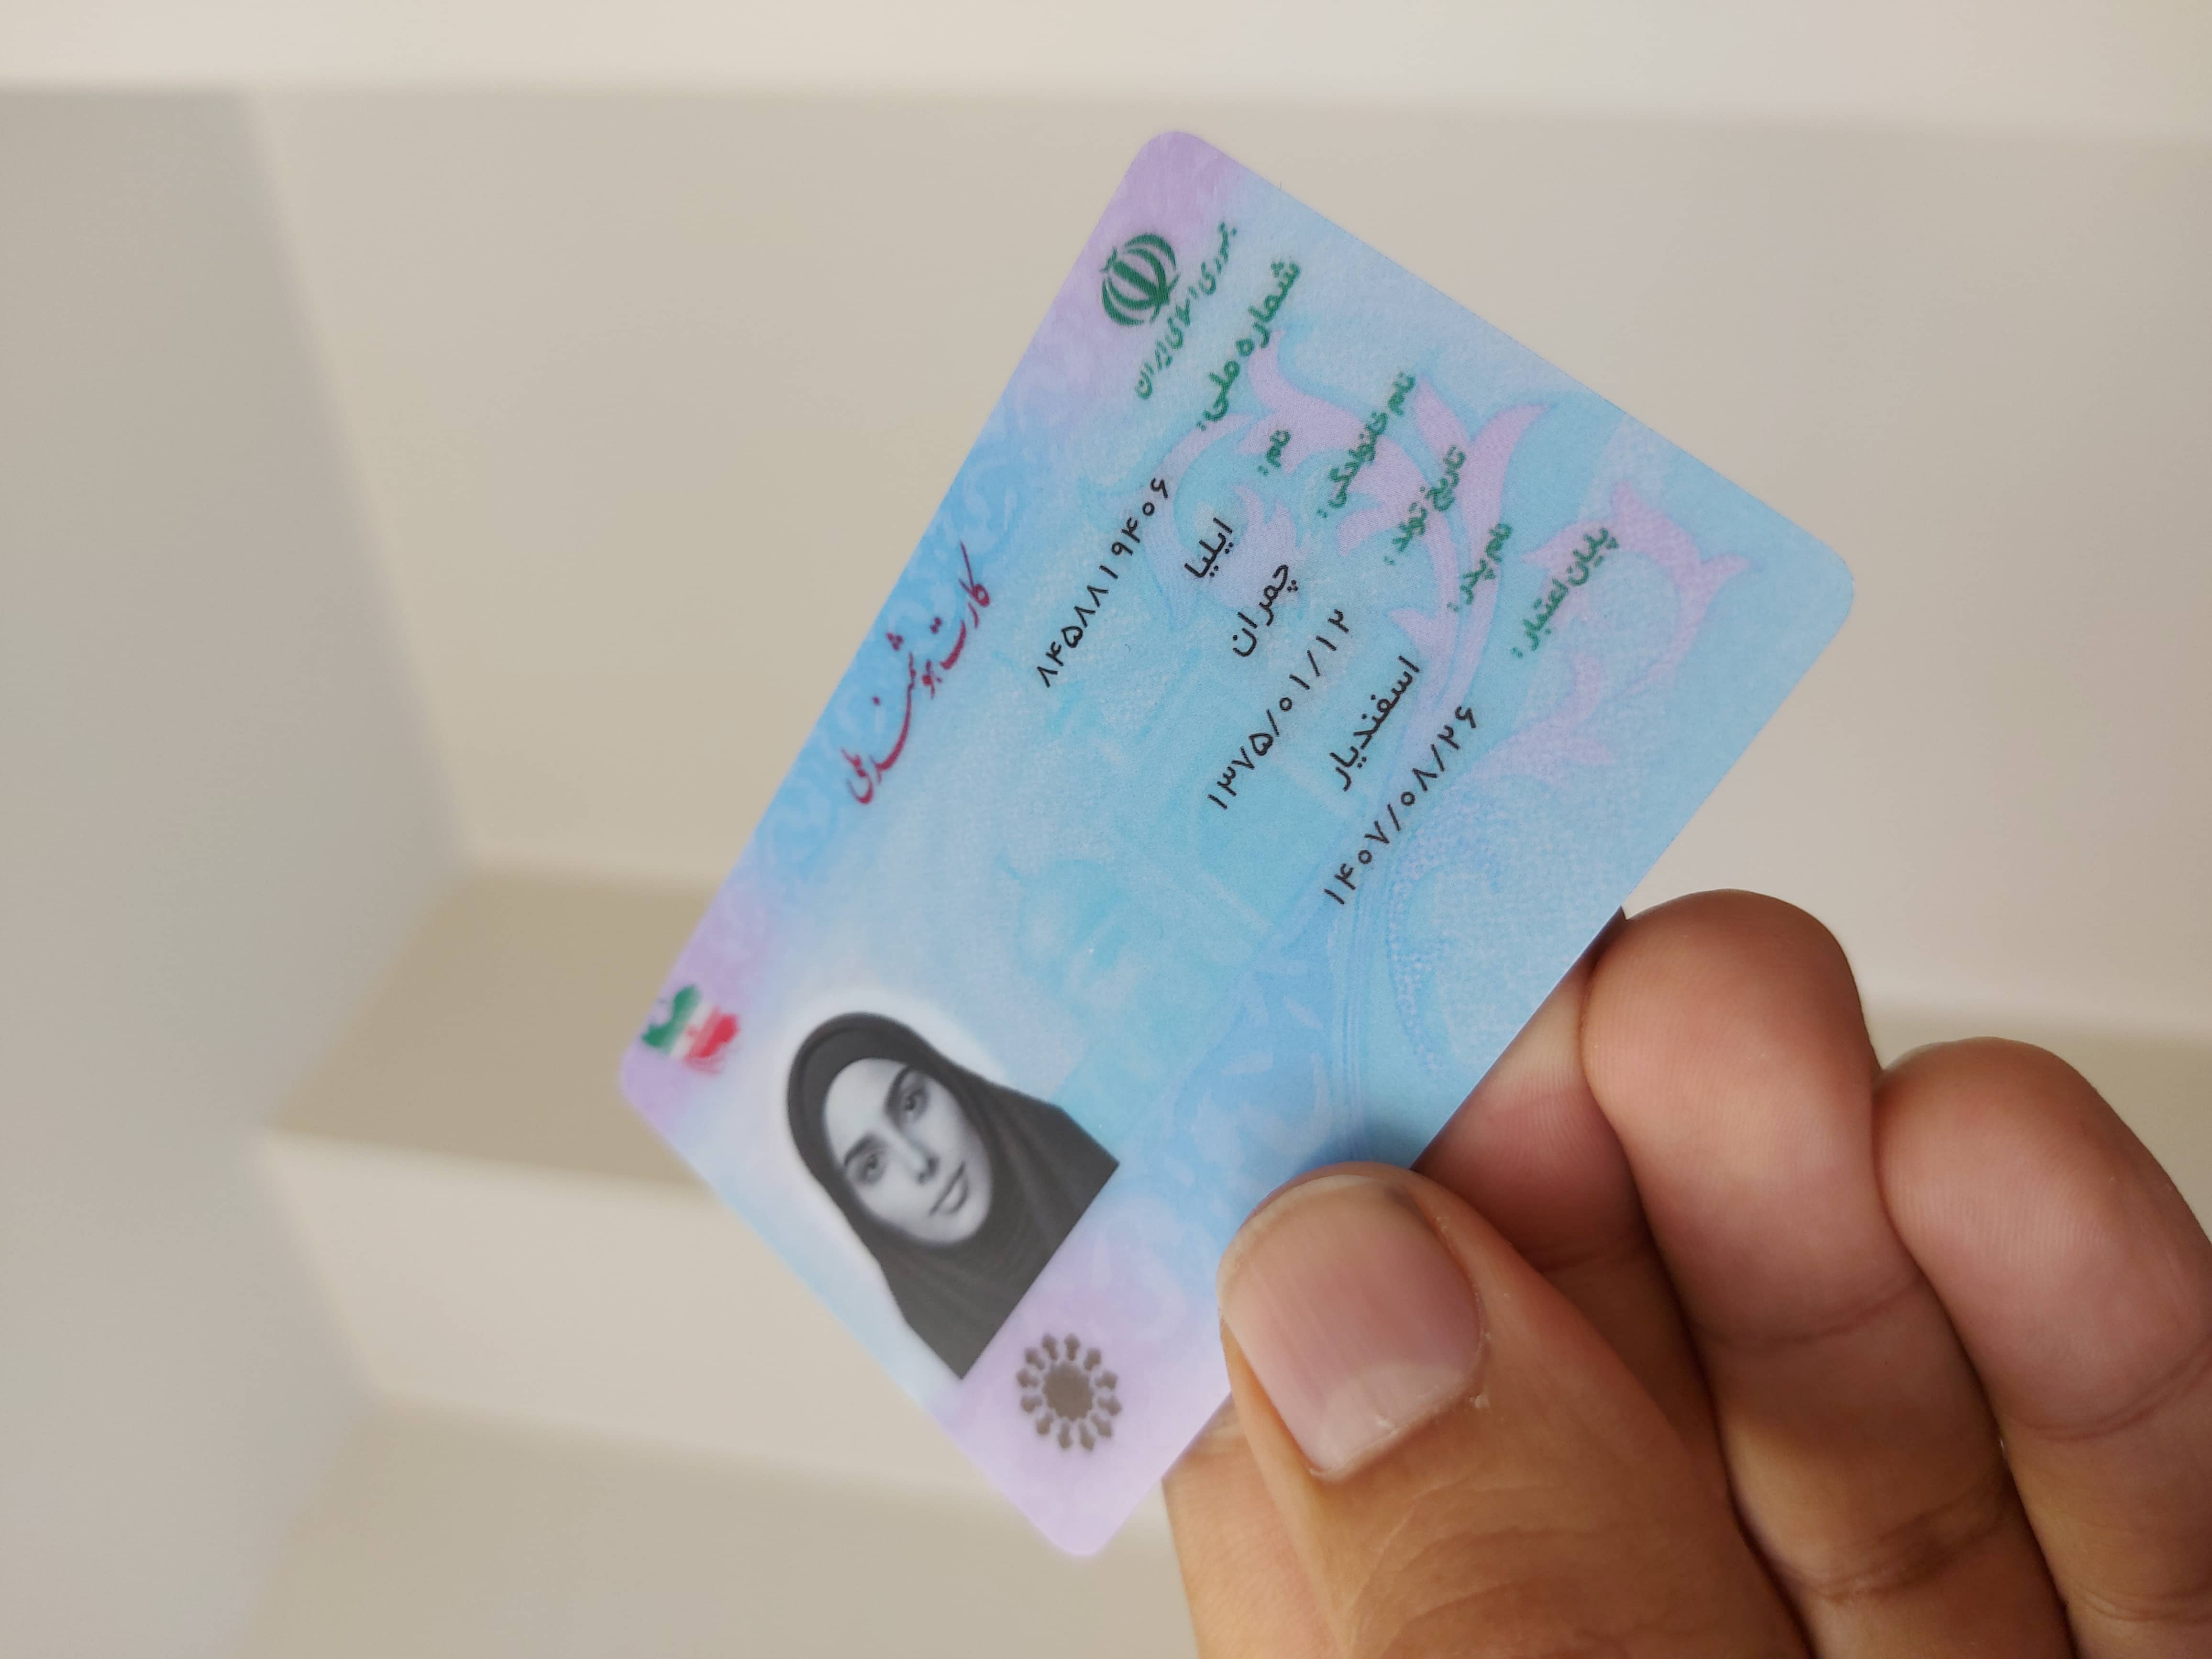 جمهوری اسلامی ایران
کارت هوشمند ملی
شماره ملی: ۸۴۵۸۸۱۹۴۰۶
نام: ایلیا
نام خانوادگی: چمران
تاریخ تولد: ۱۳۷۵/۰۱/۱۲
نام پدر: اسفندیار
پایان اعتبار: ۱۴۰۷/۰۸/۲۶